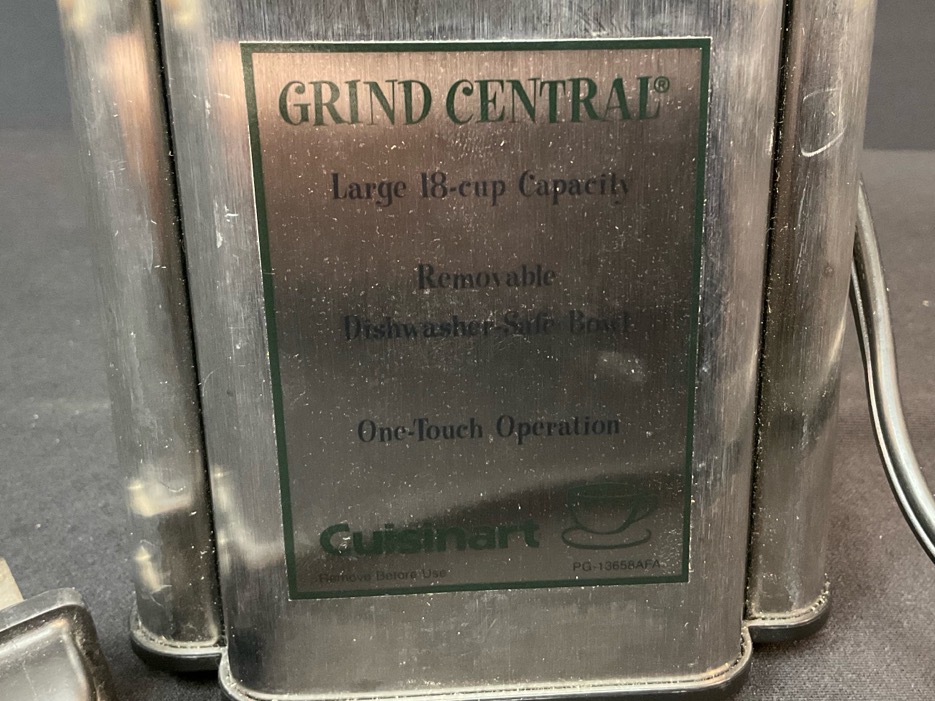 GRIND CENTRAL®
Large 18-cup Capacity
Removable
Dishwasher-Safe Bowl
One-Touch Operation
Cuisinart
Remove Before Use
PG-13658AFA